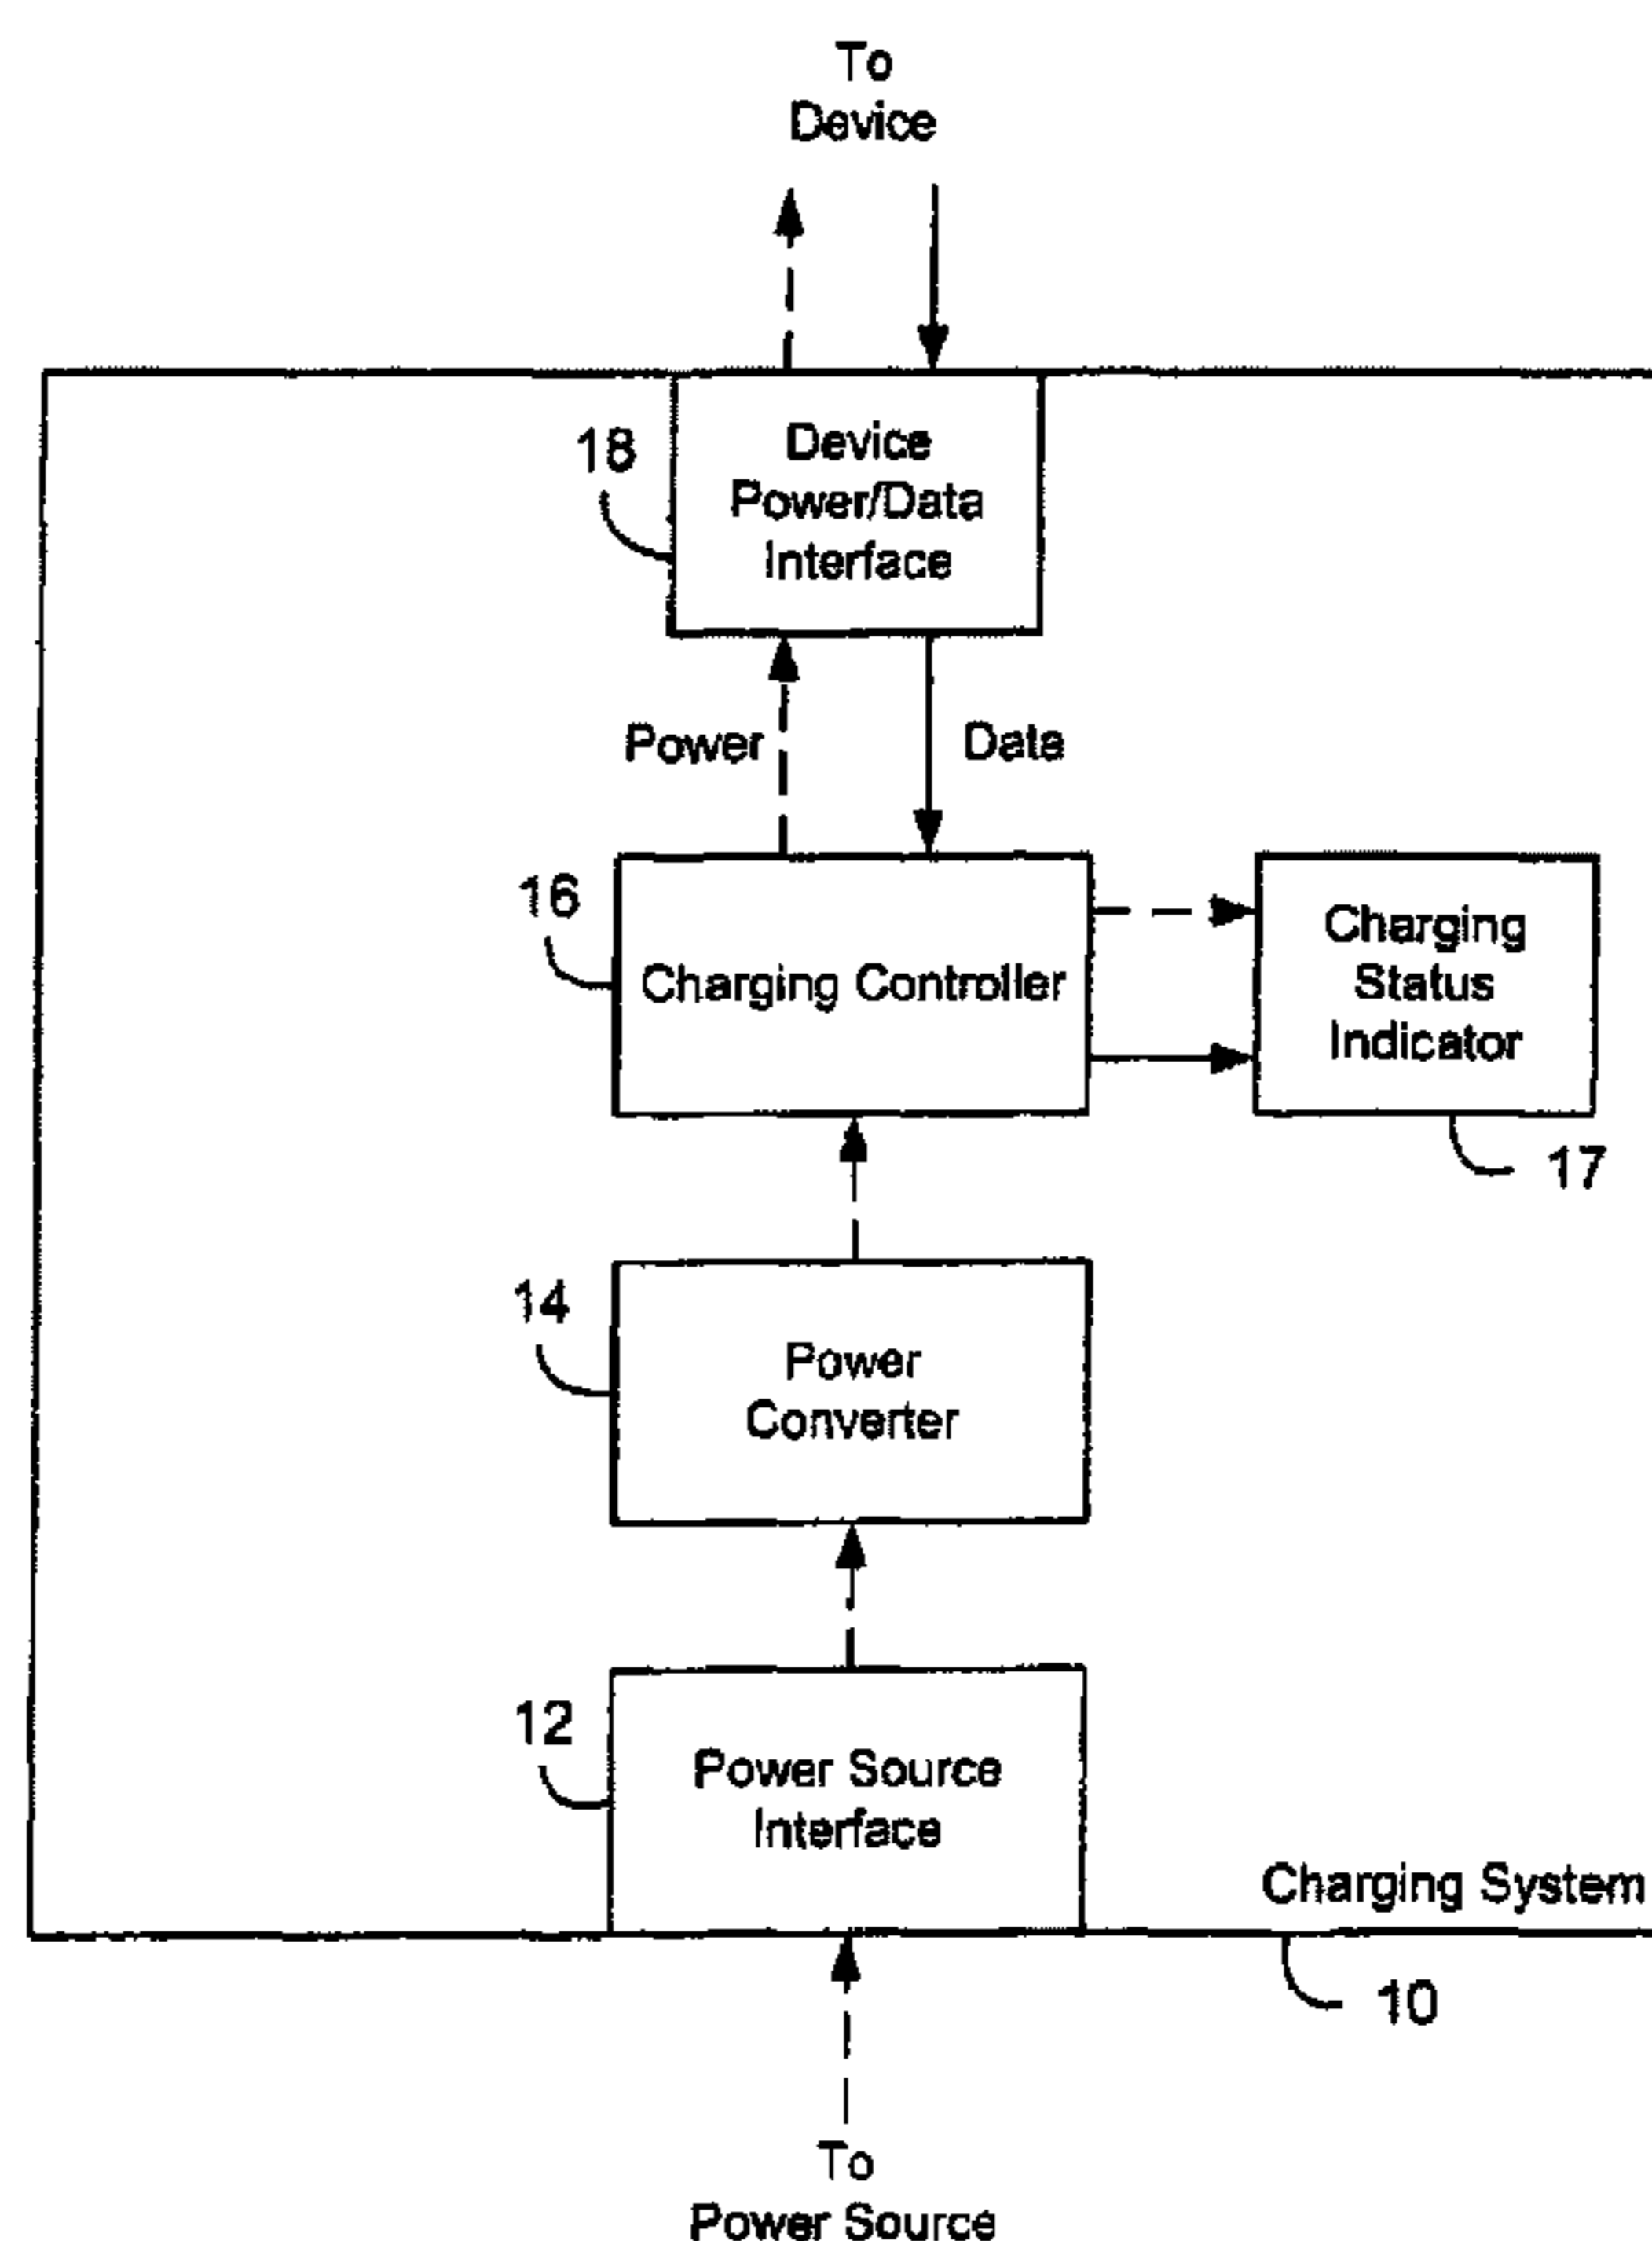 To
Device
18
Device
Power/Data
Interface
Power
Data
16
Charging Controller
Charging
Status
Indicator
17
14
Power
Converter
12
Power Source
Interface
Charging System
10
To
Power Source